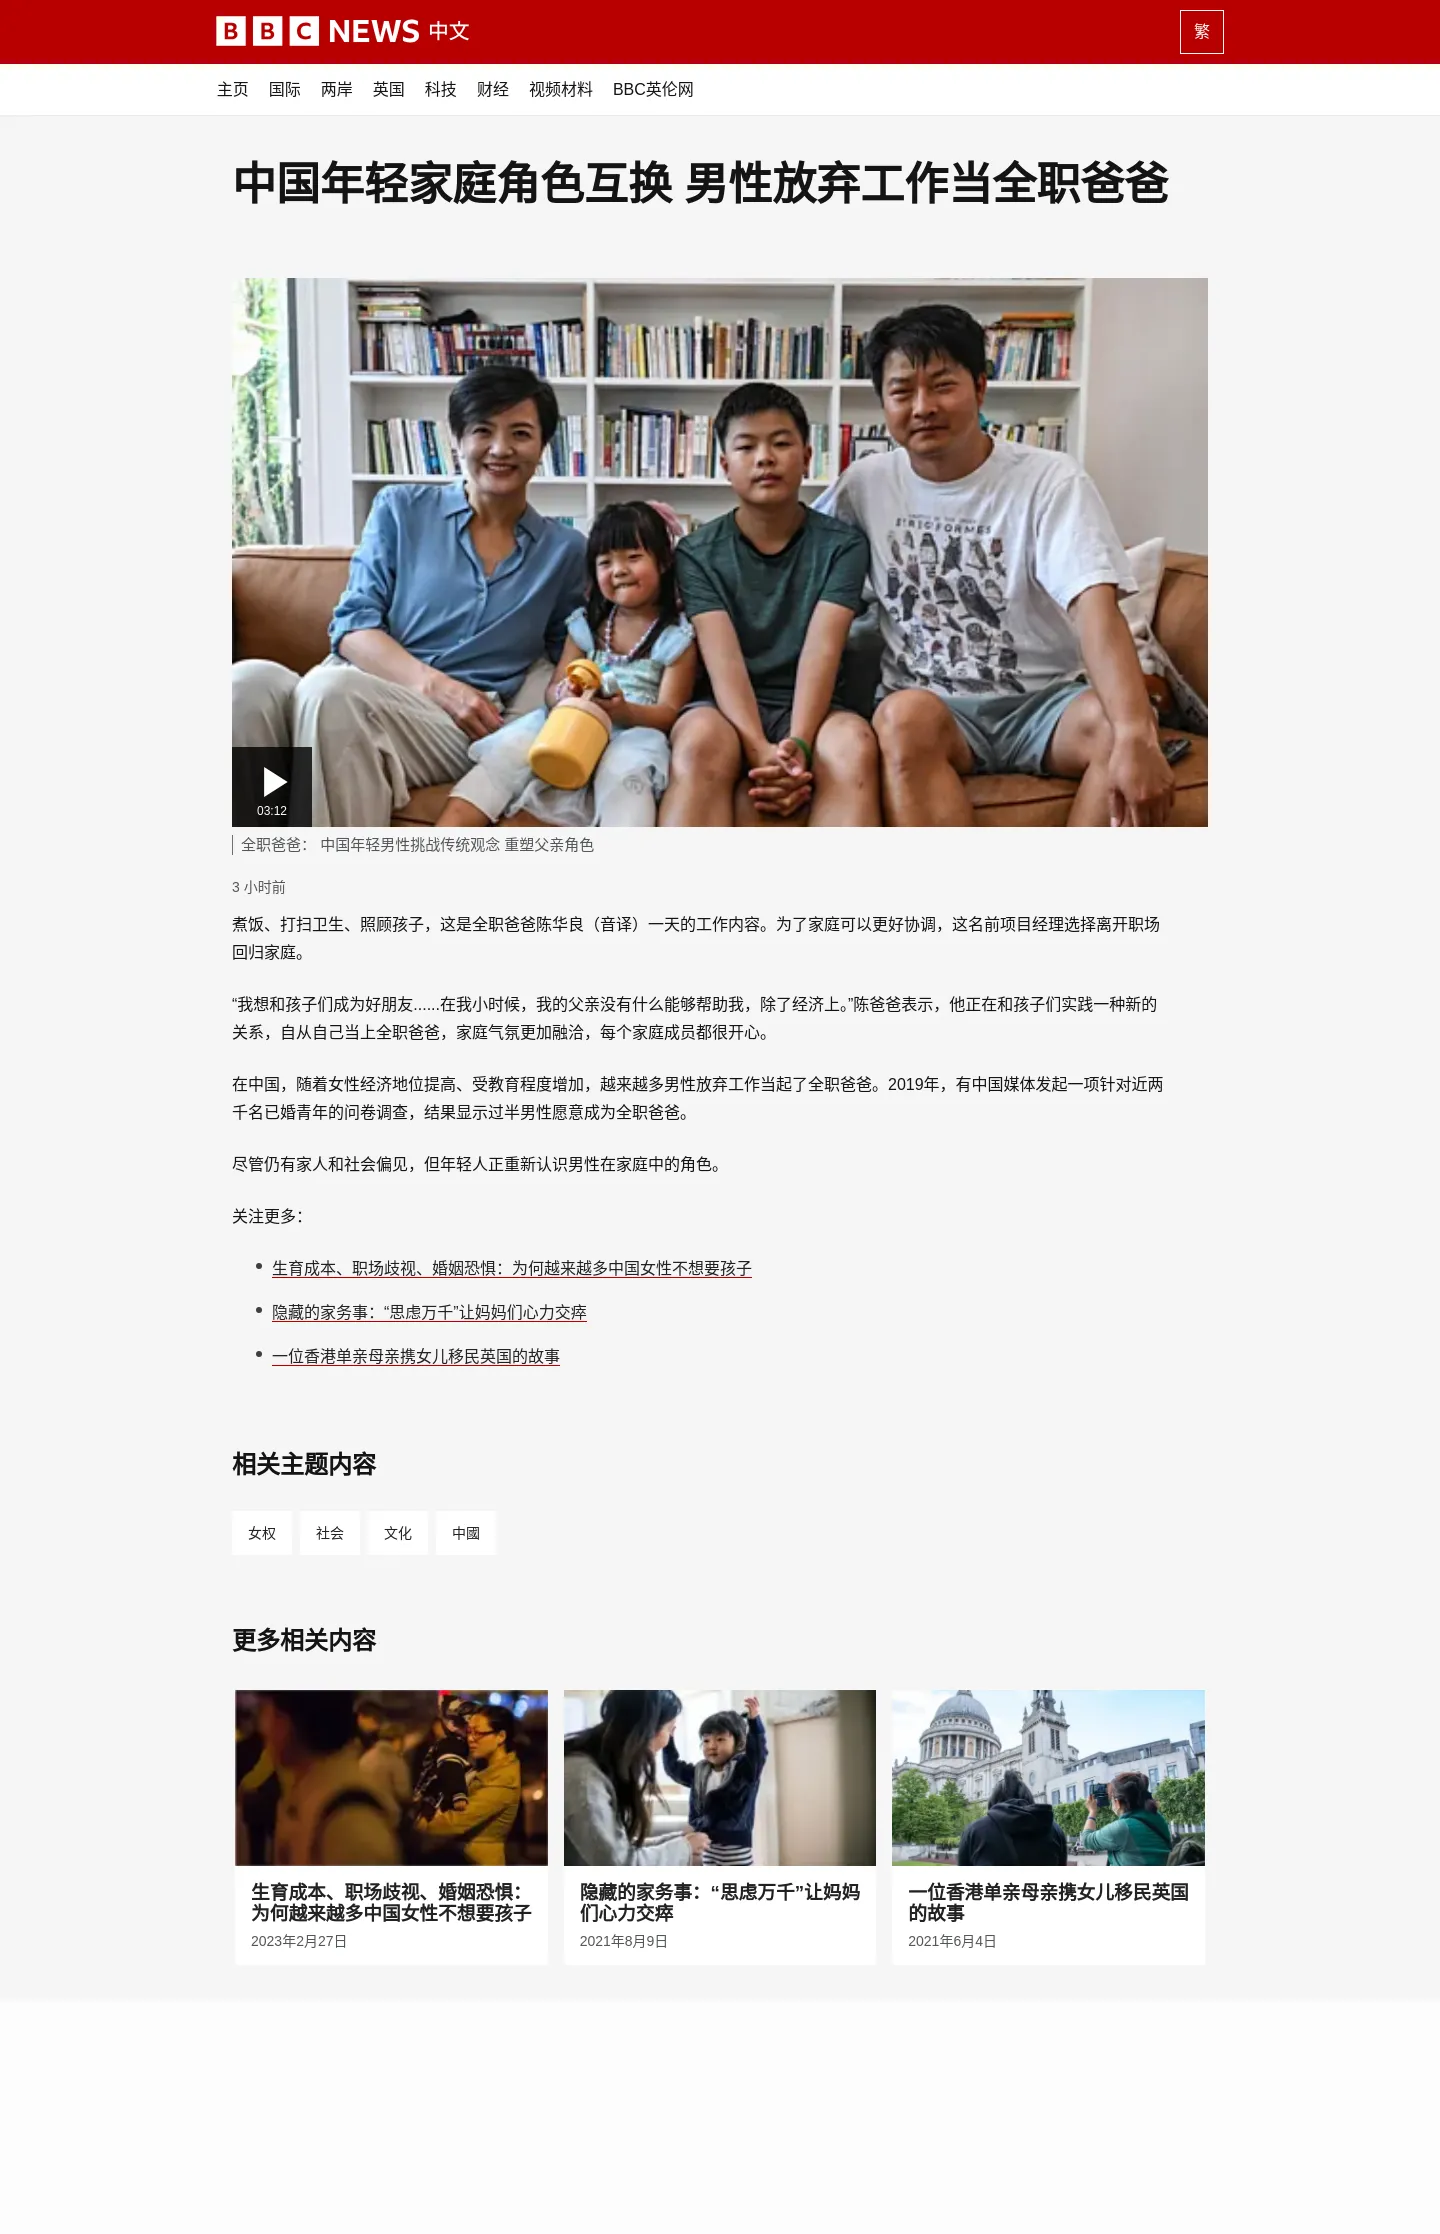 BBC NEWS 中文
繁
主页 国际 两岸 英国 科技 财经 视频材料 BBC英伦网
中国年轻家庭角色互换 男性放弃工作当全职爸爸
STRIGIFORMES
03:12
全职爸爸： 中国年轻男性挑战传统观念 重塑父亲角色
3 小时前
煮饭、打扫卫生、照顾孩子，这是全职爸爸陈华良（音译）一天的工作内容。为了家庭可以更好协调，这名前项目经理选择离开职场
回归家庭。
“我想和孩子们成为好朋友......在我小时候，我的父亲没有什么能够帮助我，除了经济上。”陈爸爸表示，他正在和孩子们实践一种新的
关系，自从自己当上全职爸爸，家庭气氛更加融洽，每个家庭成员都很开心。
在中国，随着女性经济地位提高、受教育程度增加，越来越多男性放弃工作当起了全职爸爸。2019年，有中国媒体发起一项针对近两
千名已婚青年的问卷调查，结果显示过半男性愿意成为全职爸爸。
尽管仍有家人和社会偏见，但年轻人正重新认识男性在家庭中的角色。
关注更多：
生育成本、职场歧视、婚姻恐惧：为何越来越多中国女性不想要孩子
隐藏的家务事：“思虑万千”让妈妈们心力交瘁
一位香港单亲母亲携女儿移民英国的故事
相关主题内容
女权 社会 文化 中國
更多相关内容
生育成本、职场歧视、婚姻恐惧：
为何越来越多中国女性不想要孩子
2023年2月27日
隐藏的家务事：“思虑万千”让妈妈
们心力交瘁
2021年8月9日
一位香港单亲母亲携女儿移民英国
的故事
2021年6月4日